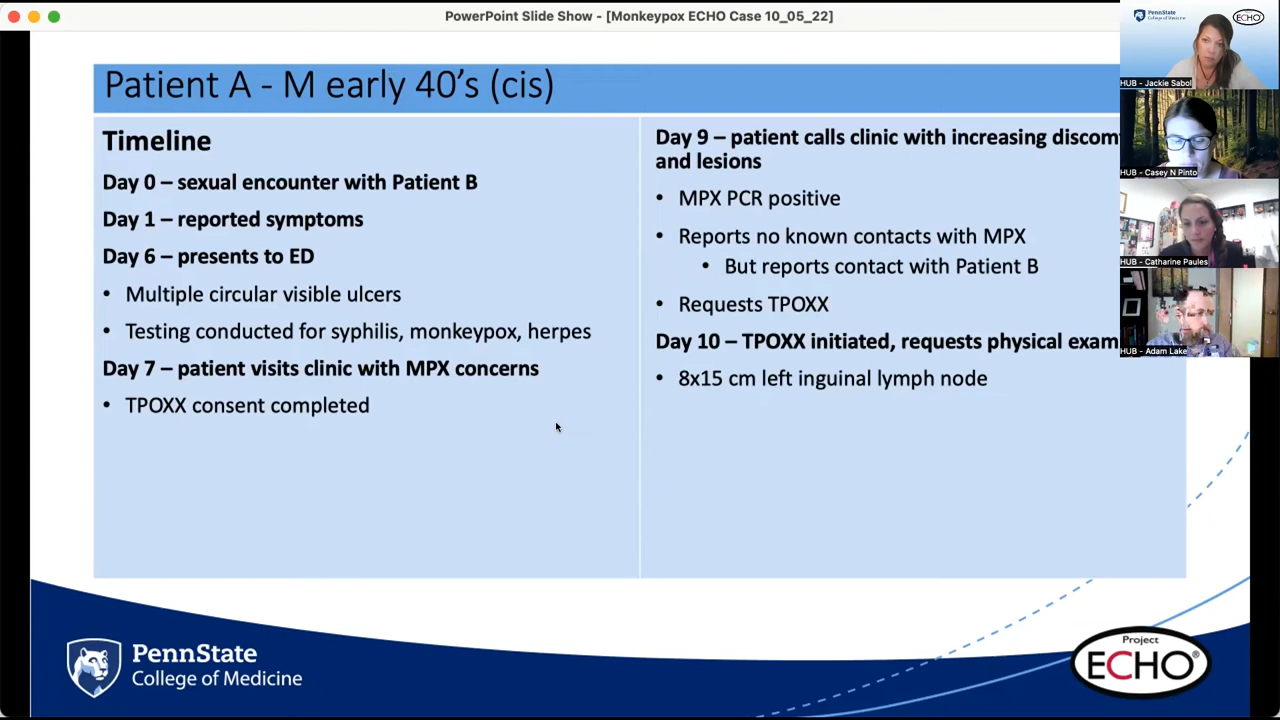 PowerPoint Slide Show - [Monkeypox ECHO Case 10_05_22]
Patient A - M early 40's (cis)
Timeline
Day 0 – sexual encounter with Patient B
Day 1 – reported symptoms
Day 6 – presents to ED
• Multiple circular visible ulcers
• Testing conducted for syphilis, monkeypox, herpes
Day 7 – patient visits clinic with MPX concerns
• TPOXX consent completed
Day 9 – patient calls clinic with increasing discom
and lesions
• MPX PCR positive
• Reports no known contacts with MPX
• But reports contact with Patient B
• Requests TPOXX
Day 10 – TPOXX initiated, requests physical exam
• 8x15 cm left inguinal lymph node
PennState
College of Medicine
ECHO
HUB - Jackie Sabol
HUB - Casey N Pinto
HUB - Catharine Paules
HUB - Adam Lake
PennState
College of Medicine
Project
ECHO®